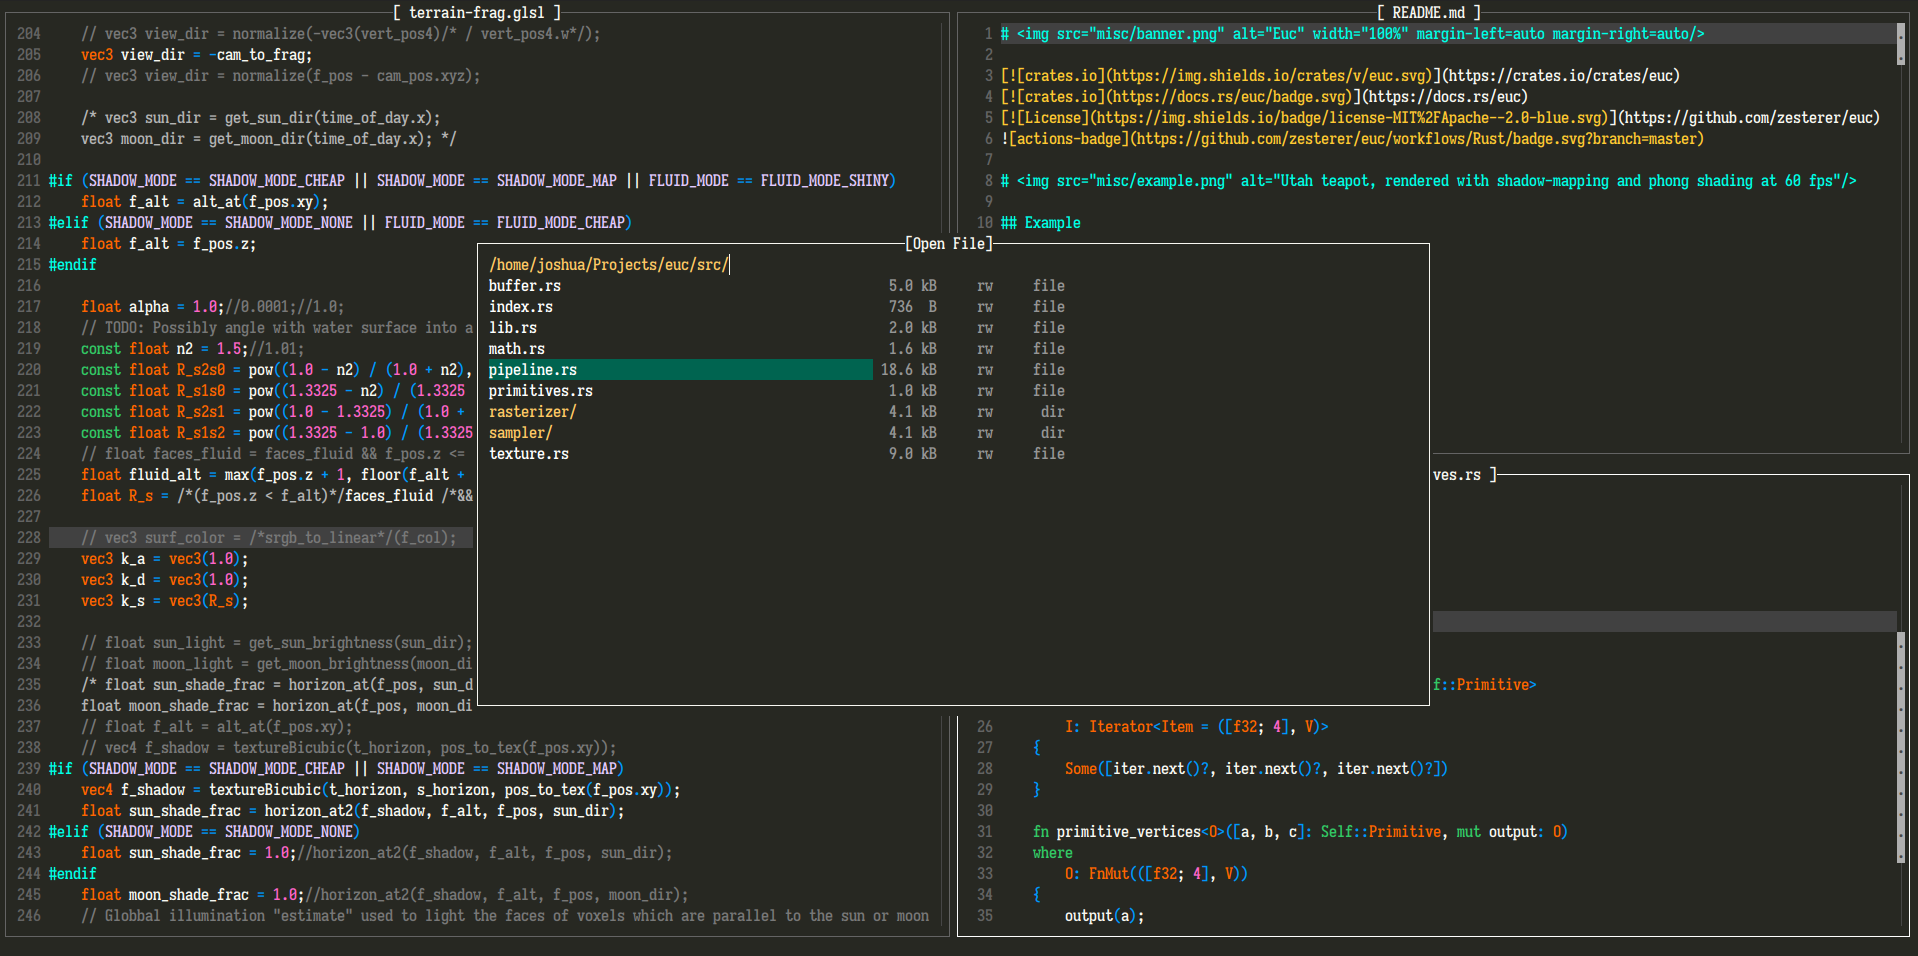 [ terrain-frag.glsl ]
204 // vec3 view_dir = normalize(-vec3(vert_pos4)/* / vert_pos4.w*/);
205 vec3 view_dir = -cam_to_frag;
206 // vec3 view_dir = normalize(f_pos - cam_pos.xyz);
207
208 /* vec3 sun_dir = get_sun_dir(time_of_day.x);
209 vec3 moon_dir = get_moon_dir(time_of_day.x); */
210
211 #if (SHADOW_MODE == SHADOW_MODE_CHEAP || SHADOW_MODE == SHADOW_MODE_MAP || FLUID_MODE == FLUID_MODE_SHINY)
212 float f_alt = alt_at(f_pos.xy);
213 #elif (SHADOW_MODE == SHADOW_MODE_NONE || FLUID_MODE == FLUID_MODE_CHEAP)
214 float f_alt = f_pos.z;
215 #endif
216
217 float alpha = 1.0;//0.0001;//1.0;
218 // TODO: Possibly angle with water surface into a
219 const float n2 = 1.5;//1.01;
220 const float R_s2s0 = pow((1.0 - n2) / (1.0 + n2),
221 const float R_s1s0 = pow((1.3325 - n2) / (1.3325
222 const float R_s2s1 = pow((1.0 - 1.3325) / (1.0 +
223 const float R_s1s2 = pow((1.3325 - 1.0) / (1.3325
224 // float faces_fluid = faces_fluid && f_pos.z <=
225 float fluid_alt = max(f_pos.z + 1, floor(f_alt +
226 float R_s = /*(f_pos.z < f_alt)*/faces_fluid /*&&
227
228 // vec3 surf_color = /*srgb_to_linear*/(f_col);
229 vec3 k_a = vec3(1.0);
230 vec3 k_d = vec3(1.0);
231 vec3 k_s = vec3(R_s);
232
233 // float sun_light = get_sun_brightness(sun_dir);
234 // float moon_light = get_moon_brightness(moon_di
235 /* float sun_shade_frac = horizon_at(f_pos, sun_d
236 float moon_shade_frac = horizon_at(f_pos, moon_di
237 // float f_alt = alt_at(f_pos.xy);
238 // vec4 f_shadow = textureBicubic(t_horizon, pos_to_tex(f_pos.xy));
239 #if (SHADOW_MODE == SHADOW_MODE_CHEAP || SHADOW_MODE == SHADOW_MODE_MAP)
240 vec4 f_shadow = textureBicubic(t_horizon, s_horizon, pos_to_tex(f_pos.xy));
241 float sun_shade_frac = horizon_at2(f_shadow, f_alt, f_pos, sun_dir);
242 #elif (SHADOW_MODE == SHADOW_MODE_NONE)
243 float sun_shade_frac = 1.0;//horizon_at2(f_shadow, f_alt, f_pos, sun_dir);
244 #endif
245 float moon_shade_frac = 1.0;//horizon_at2(f_shadow, f_alt, f_pos, moon_dir);
246 // Globbal illumination "estimate" used to light the faces of voxels which are parallel to the sun or moon
[ README.md ]
1 # <img src="misc/banner.png" alt="Euc" width="100%" margin-left=auto margin-right=auto/>
2
3 [![crates.io](https://img.shields.io/crates/v/euc.svg)](https://crates.io/crates/euc)
4 [![crates.io](https://docs.rs/euc/badge.svg)](https://docs.rs/euc)
5 [![License](https://img.shields.io/badge/license-MIT%2FApache--2.0-blue.svg)](https://github.com/zesterer/euc)
6 ![actions-badge](https://github.com/zesterer/euc/workflows/Rust/badge.svg?branch=master)
7
8 # <img src="misc/example.png" alt="Utah teapot, rendered with shadow-mapping and phong shading at 60 fps"/>
9
10 ## Example
[Open File]
/home/joshua/Projects/euc/src/
buffer.rs 5.0 kB rw file
index.rs 736 B rw file
lib.rs 2.0 kB rw file
math.rs 1.6 kB rw file
pipeline.rs 18.6 kB rw file
primitives.rs 1.0 kB rw file
rasterizer/ 4.1 kB rw dir
sampler/ 4.1 kB rw dir
texture.rs 9.0 kB rw file
ves.rs ]
f::Primitive>
26 I: Iterator<Item = ([f32; 4], V)>
27 {
28 Some([iter.next()?, iter.next()?, iter.next()?])
29 }
30
31 fn primitive_vertices<O>([a, b, c]: Self::Primitive, mut output: O)
32 where
33 O: FnMut(([f32; 4], V))
34 {
35 output(a);